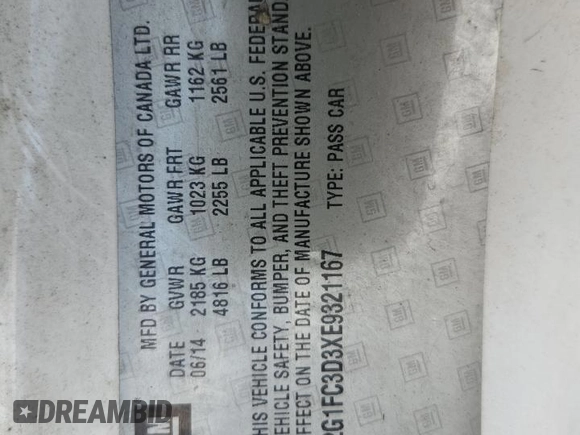 MFD BY GENERAL MOTORS OF CANADA LTD.
DATE GVWR GAWR FRT GAWR RR
06/14 2185 KG 1023 KG 1162 KG
4816 LB 2255 LB 2561 LB
HIS VEHICLE CONFORMS TO ALL APPLICABLE U.S. FEDERAL
EHICLE SAFETY, BUMPER, AND THEFT PREVENTION STAND
FFECT ON THE DATE OF MANUFACTURE SHOWN ABOVE.
2G1FC3D3XE9321167 TYPE: PASS CAR
GM
DREAMBID